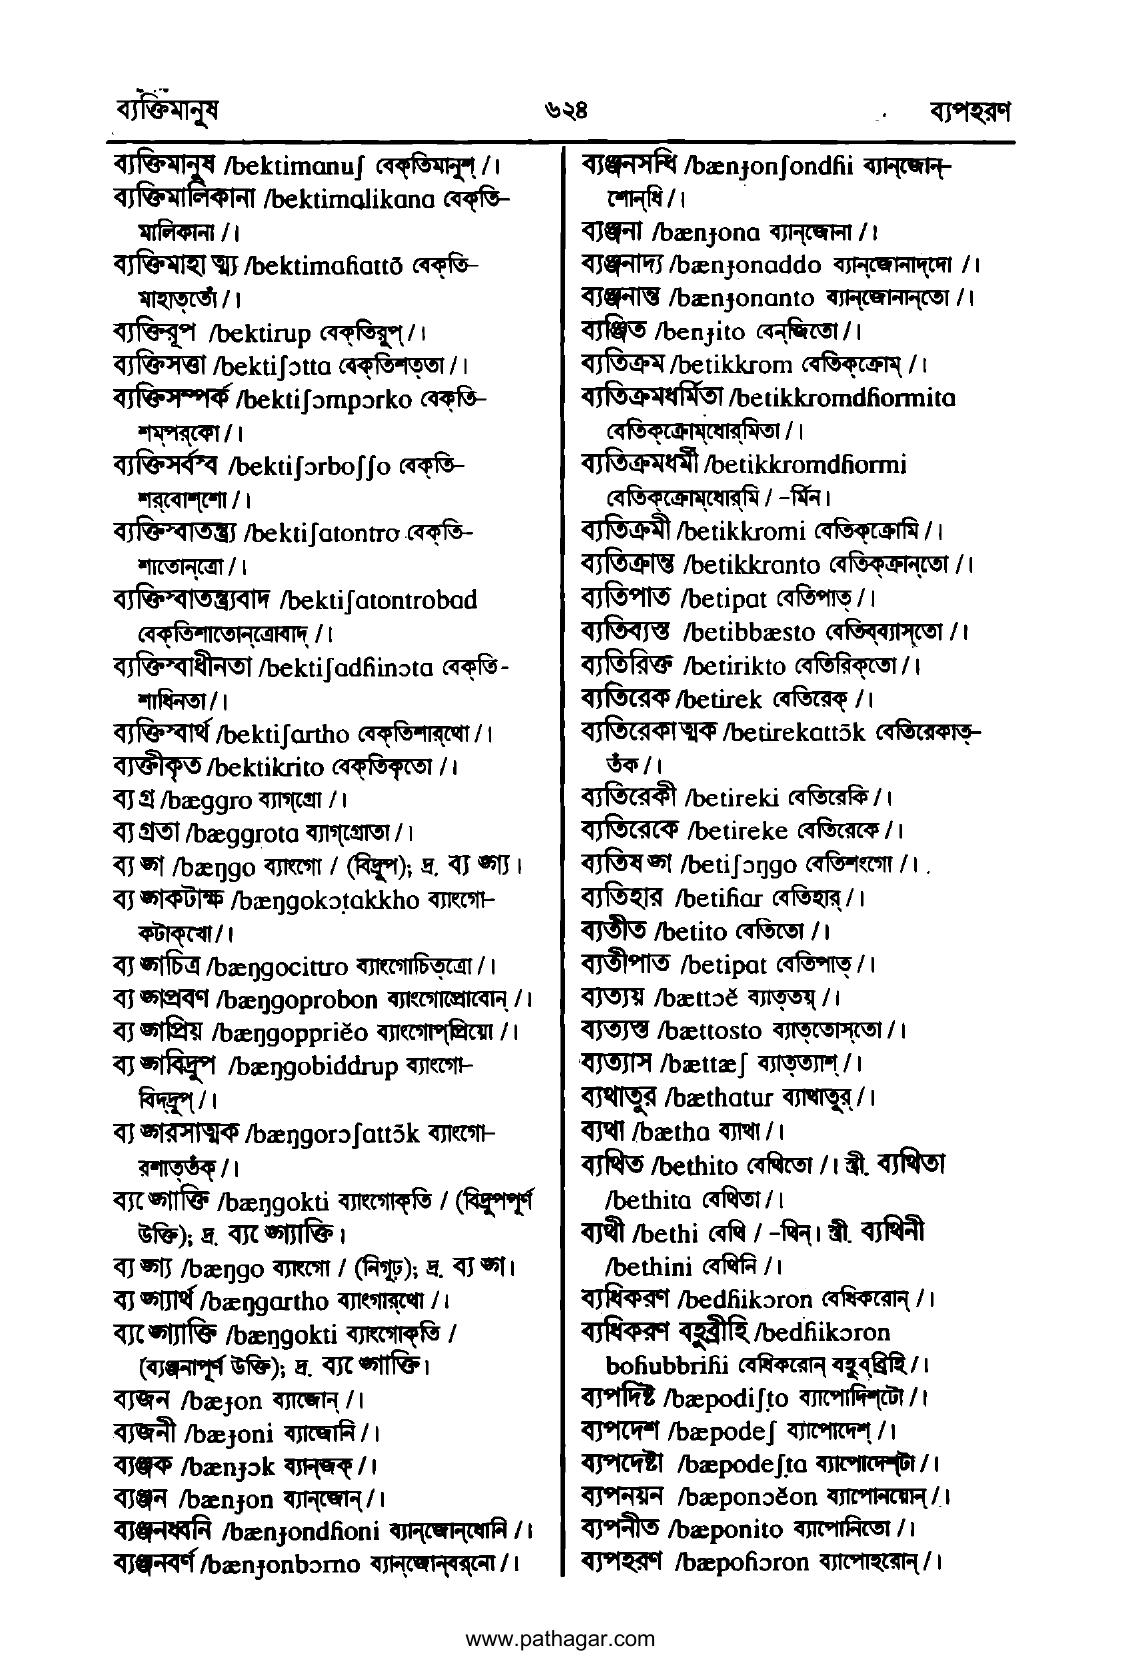 ব্যক্তিমানুষ ৬২৪ ব্যপহরণ
ব্যক্তিমানুষ /bektimanuʃ বেক্‌তিমানুশ্‌ /।
ব্যক্তিমালিকানা /bektimalikana বেক্‌তি–
মালিকানা /।
ব্যক্তিমাহাত্ম্য /bektimaɦattõ বেক্‌তি–
মাহাত্‌তোঁ /।
ব্যক্তিরূপ /bektirup বেক্‌তিরুপ্‌ /।
ব্যক্তিসত্তা /bektiʃɔtta বেক্‌তিশত্‌তা /।
ব্যক্তিসম্পর্ক /bektiʃɔmpɔrko বেক্‌তি–
শম্‌পর্‌কো /।
ব্যক্তিসর্বস্ব /bektiʃɔrboʃʃo বেক্‌তি–
শর্‌বোশ্‌শো /।
ব্যক্তিস্বাতন্ত্র্য /bektiʃatontro বেক্‌তি–
শাতোন্‌ত্রো /।
ব্যক্তিস্বাতন্ত্র্যবাদ /bektiʃatontrobad
বেক্‌তিশাতোন্‌ত্রোবাদ্‌ /।
ব্যক্তিস্বাধীনতা /bektiʃadɦinɔta বেক্‌তি-
শাধিনতা /।
ব্যক্তিস্বার্থ /bektiʃartho বেক্‌তিশার্‌থো /।
ব্যক্তীকৃত /bektikrito বেক্‌তিকৃতো /।
ব্যগ্র /bæggro ব্যাগ্‌গ্রো /।
ব্যগ্রতা /bæggrota ব্যাগ্‌গ্রোতা /।
ব্যঙ্গ /bæŋgo ব্যাংগো / (বিদ্রূপ); দ্র. ব্যঙ্গ্য।
ব্যঙ্গকটাক্ষ /bæŋgokɔṭakkho ব্যাংগো–
কটাক্‌খো /।
ব্যঙ্গচিত্র /bæŋgocittro ব্যাংগোচিত্‌ত্রো /।
ব্যঙ্গপ্রবণ /bæŋgoprobon ব্যাংগোপ্রোবোন্‌ /।
ব্যঙ্গপ্রিয় /bæŋgoppriĕo ব্যাংগোপ্‌প্রিয়ো /।
ব্যঙ্গবিদ্রূপ /bæŋgobiddrup ব্যাংগো–
বিদ্‌দ্রুপ্‌ /।
ব্যঙ্গরসাত্মক /bæŋgorɔʃattɔ̃k ব্যাংগো–
রশাত্‌তঁক্‌ /।
ব্যঙ্গোক্তি /bæŋgokti ব্যাংগোক্‌তি / (বিদ্রূপপূর্ণ
উক্তি); দ্র. ব্যঙ্গ্যোক্তি।
ব্যঙ্গ্য /bæŋgo ব্যাংগো / (নিগূঢ়); দ্র. ব্যঙ্গ।
ব্যঙ্গ্যার্থ /bæŋgartho ব্যাংগার্‌থো /।
ব্যঙ্গ্যোক্তি /bæŋgokti ব্যাংগোক্‌তি /
(ব্যঞ্জনাপূর্ণ উক্তি); দ্র. ব্যঙ্গোক্তি।
ব্যজন /bæɟon ব্যাজোন্‌ /।
ব্যজনী /bæɟoni ব্যাজোনি /।
ব্যঞ্জক /bænɟɔk ব্যান্‌জক্‌ /।
ব্যঞ্জন /bænɟon ব্যান্‌জোন্‌ /।
ব্যঞ্জনধ্বনি /bænɟondɦoni ব্যান্‌জোন্‌ধোনি /।
ব্যঞ্জনবর্ণ /bænɟonbɔrno ব্যান্‌জোন্‌বর্‌নো /।
ব্যঞ্জনসন্ধি /bænɟonʃondɦi ব্যান্‌জোন্‌–
শোন্‌ধি /।
ব্যঞ্জনা /bænɟona ব্যান্‌জোনা /।
ব্যঞ্জনাদ্য /bænɟonaddo ব্যান্‌জোনাদ্‌দো /।
ব্যঞ্জনান্ত /bænɟonanto ব্যান্‌জোনান্‌তো /।
ব্যঞ্জিত /benɟito বেন্‌জিতো /।
ব্যতিক্রম /betikkrom বেতিক্‌ক্রোম্‌ /।
ব্যতিক্রমধর্মিতা /betikkromdɦormita
বেতিক্‌ক্রোম্‌ধোর্‌মিতা /।
ব্যতিক্রমধর্মী /betikkromdɦormi
বেতিক্‌ক্রোম্‌ধোর্‌মি / –র্মিন।
ব্যতিক্রমী /betikkromi বেতিক্‌ক্রোমি /।
ব্যতিক্রান্ত /betikkranto বেতিক্‌ক্রান্‌তো /।
ব্যতিপাত /betipat বেতিপাত্‌ /।
ব্যতিব্যস্ত /betibbæsto বেতিব্‌ব্যাস্‌তো /।
ব্যতিরিক্ত /betirikto বেতিরিক্‌তো /।
ব্যতিরেক /betirek বেতিরেক্‌ /।
ব্যতিরেকাত্মক /betirekattɔ̃k বেতিরেকাত্‌–
তঁক /।
ব্যতিরেকী /betireki বেতিরেকি /।
ব্যতিরেকে /betireke বেতিরেকে /।
ব্যতিষঙ্গ /betiʃɔŋgo বেতিশংগো /।
ব্যতিহার /betiɦar বেতিহার্‌ /।
ব্যতীত /betito বেতিতো /।
ব্যতীপাত /betipat বেতিপাত্‌ /।
ব্যত্যয় /bættɔĕ ব্যাত্‌তয়্‌ /।
ব্যত্যস্ত /bættosto ব্যাত্‌তোস্‌তো /।
ব্যত্যাস /bættæʃ ব্যাত্‌ত্যাশ্‌ /।
ব্যথাতুর /bæthatur ব্যাথাতুর্‌ /।
ব্যথা /bætha ব্যাথা /।
ব্যথিত /bethito বেথিতো /। স্ত্রী. ব্যথিতা
/bethita বেথিতা /।
ব্যথী /bethi বেথি / –থিন্‌। স্ত্রী. ব্যথিনী
/bethini বেথিনি /।
ব্যধিকরণ /bedɦikɔron বেধিকরোন্‌ /।
ব্যধিকরণ বহুব্রীহি /bedɦikɔron
boɦubbriɦi বেধিকরোন্‌ বহুব্‌ব্রিহি /।
ব্যপদিষ্ট /bæpodiʃṭo ব্যাপোদিশ্‌টো /।
ব্যপদেশ /bæpodeʃ ব্যাপোদেশ্‌ /।
ব্যপদেষ্টা /bæpodeʃṭa ব্যাপোদেশ্‌টা /।
ব্যপনয়ন /bæponɔĕon ব্যাপোনয়োন্‌ /।
ব্যপনীত /bæponito ব্যাপোনিতো /।
ব্যপহরণ /bæpoɦɔron ব্যাপোহরোন্‌ /।
www.pathagar.com